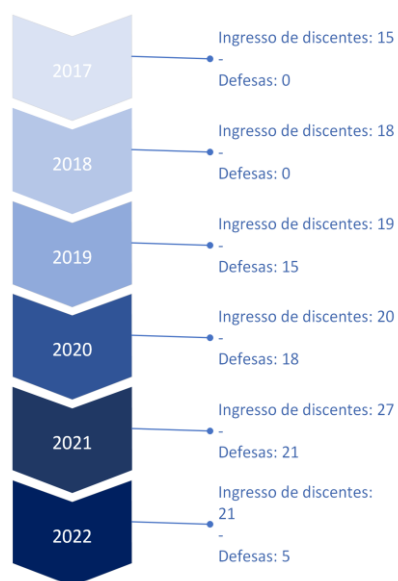 2017
Ingresso de discentes: 15
-
Defesas: 0
2018
Ingresso de discentes: 18
-
Defesas: 0
2019
Ingresso de discentes: 19
-
Defesas: 15
2020
Ingresso de discentes: 20
-
Defesas: 18
2021
Ingresso de discentes: 27
-
Defesas: 21
2022
Ingresso de discentes:
21
-
Defesas: 5